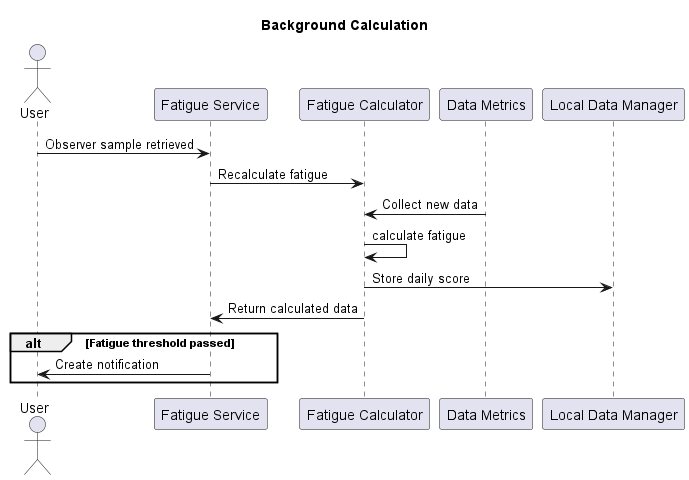 Background Calculation
User
Fatigue Service
Fatigue Calculator
Data Metrics
Local Data Manager
Observer sample retrieved
Recalculate fatigue
Collect new data
calculate fatigue
Store daily score
Return calculated data
alt
[Fatigue threshold passed]
Create notification
User
Fatigue Service
Fatigue Calculator
Data Metrics
Local Data Manager